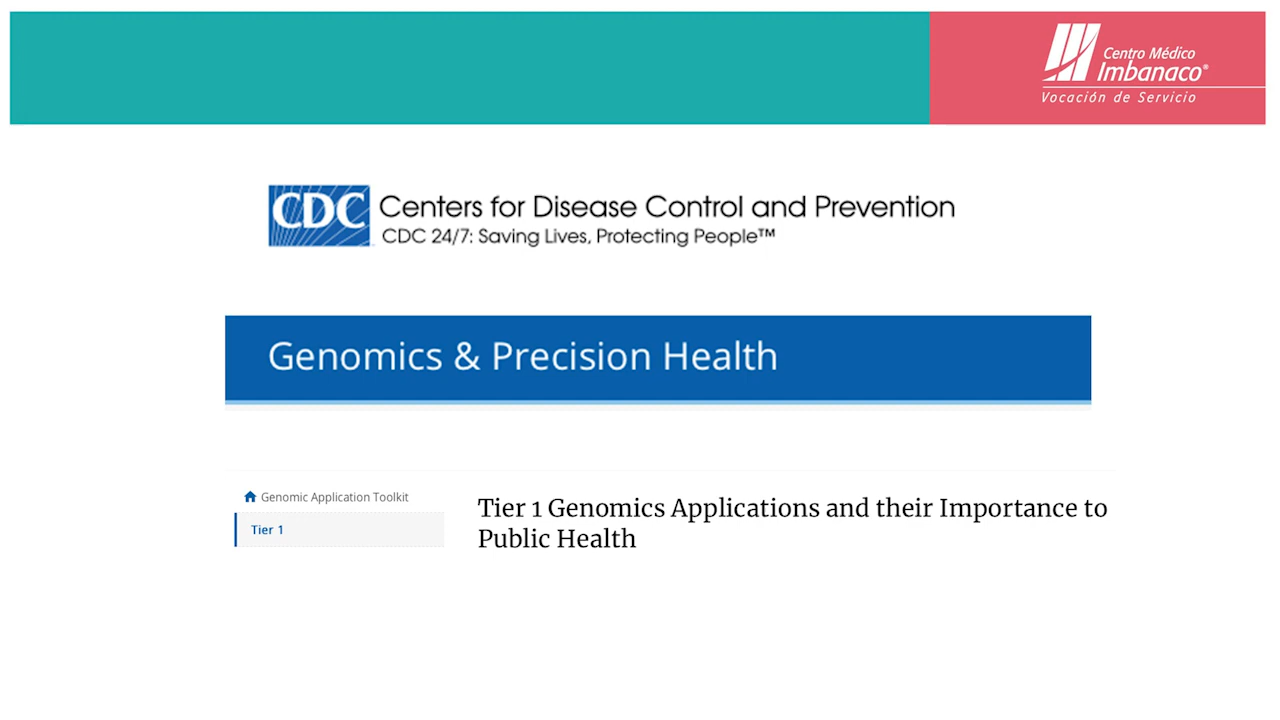 Centro Médico
Imbanaco®
Vocación de Servicio
CDC
Centers for Disease Control and Prevention
CDC 24/7: Saving Lives, Protecting People™
Genomics & Precision Health
Genomic Application Toolkit
Tier 1
Tier 1 Genomics Applications and their Importance to
Public Health